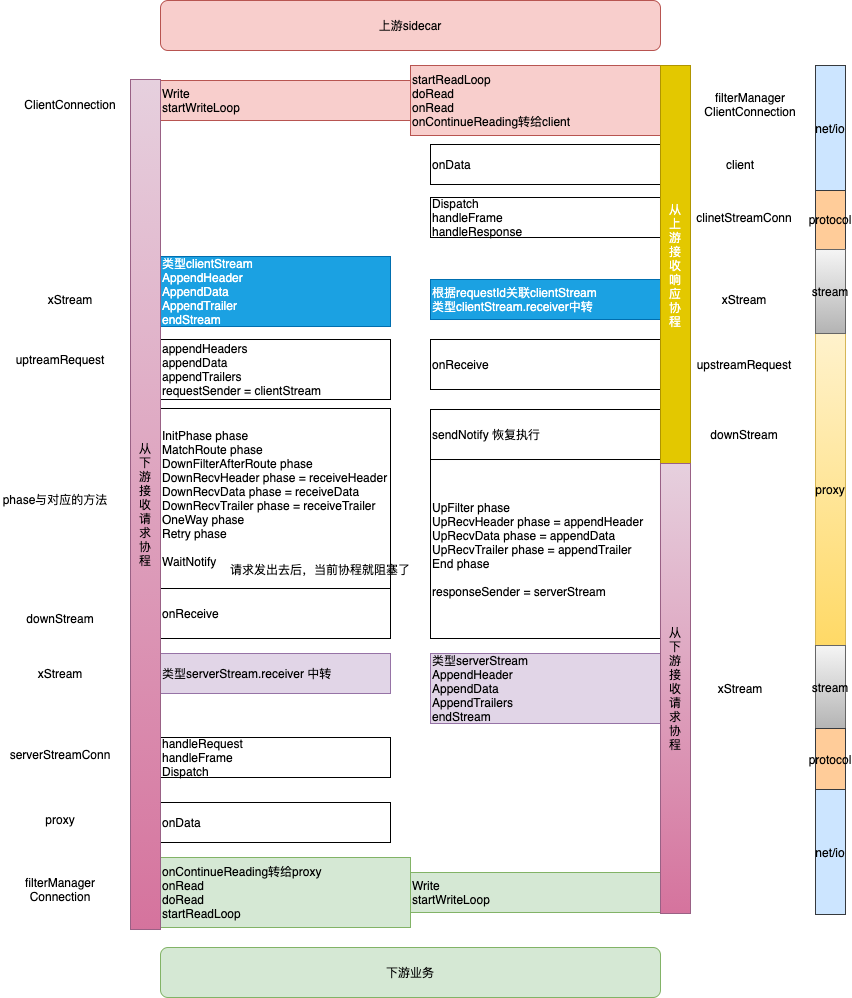 上游sidecar
ClientConnection
Write
startWriteLoop
startReadLoop
doRead
onRead
onContinueReading转给client
filterManager
ClientConnection
net/io
onData
client
Dispatch
handleFrame
handleResponse
clinetStreamConn
protocol
从上游接收响应协程
xStream
类型clientStream
AppendHeader
AppendData
AppendTrailer
endStream
根据requestId关联clientStream
类型clientStream.receiver中转
xStream
stream
uptreamRequest
appendHeaders
appendData
appendTrailers
requestSender = clientStream
onReceive
upstreamRequest
sendNotify 恢复执行
downStream
从下游接收请求协程
phase与对应的方法
InitPhase phase
MatchRoute phase
DownFilterAfterRoute phase
DownRecvHeader phase = receiveHeader
DownRecvData phase = receiveData
DownRecvTrailer phase = receiveTrailer
OneWay phase
Retry phase
WaitNotify
请求发出去后，当前协程就阻塞了
UpFilter phase
UpRecvHeader phase = appendHeader
UpRecvData phase = appendData
UpRecvTrailer phase = appendTrailer
End phase
responseSender = serverStream
proxy
downStream
onReceive
从下游接收请求协程
xStream
类型serverStream.receiver 中转
类型serverStream
AppendHeader
AppendData
AppendTrailers
endStream
xStream
stream
serverStreamConn
handleRequest
handleFrame
Dispatch
protocol
proxy
onData
net/io
filterManager
Connection
onContinueReading转给proxy
onRead
doRead
startReadLoop
Write
startWriteLoop
下游业务